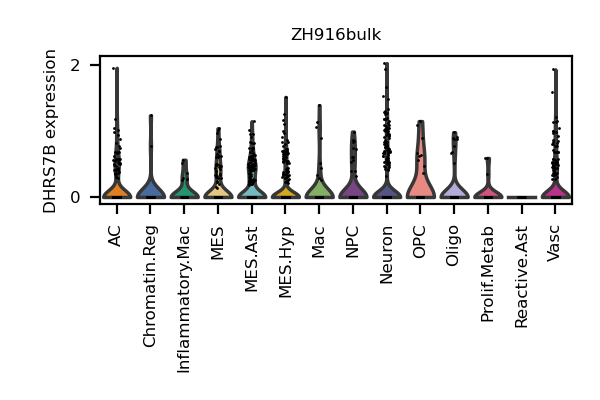 ZH916bulk
DHRS7B expression
2
0
AC
Chromatin.Reg
Inflammatory.Mac
MES
MES.Ast
MES.Hyp
Mac
NPC
Neuron
OPC
Oligo
Prolif.Metab
Reactive.Ast
Vasc